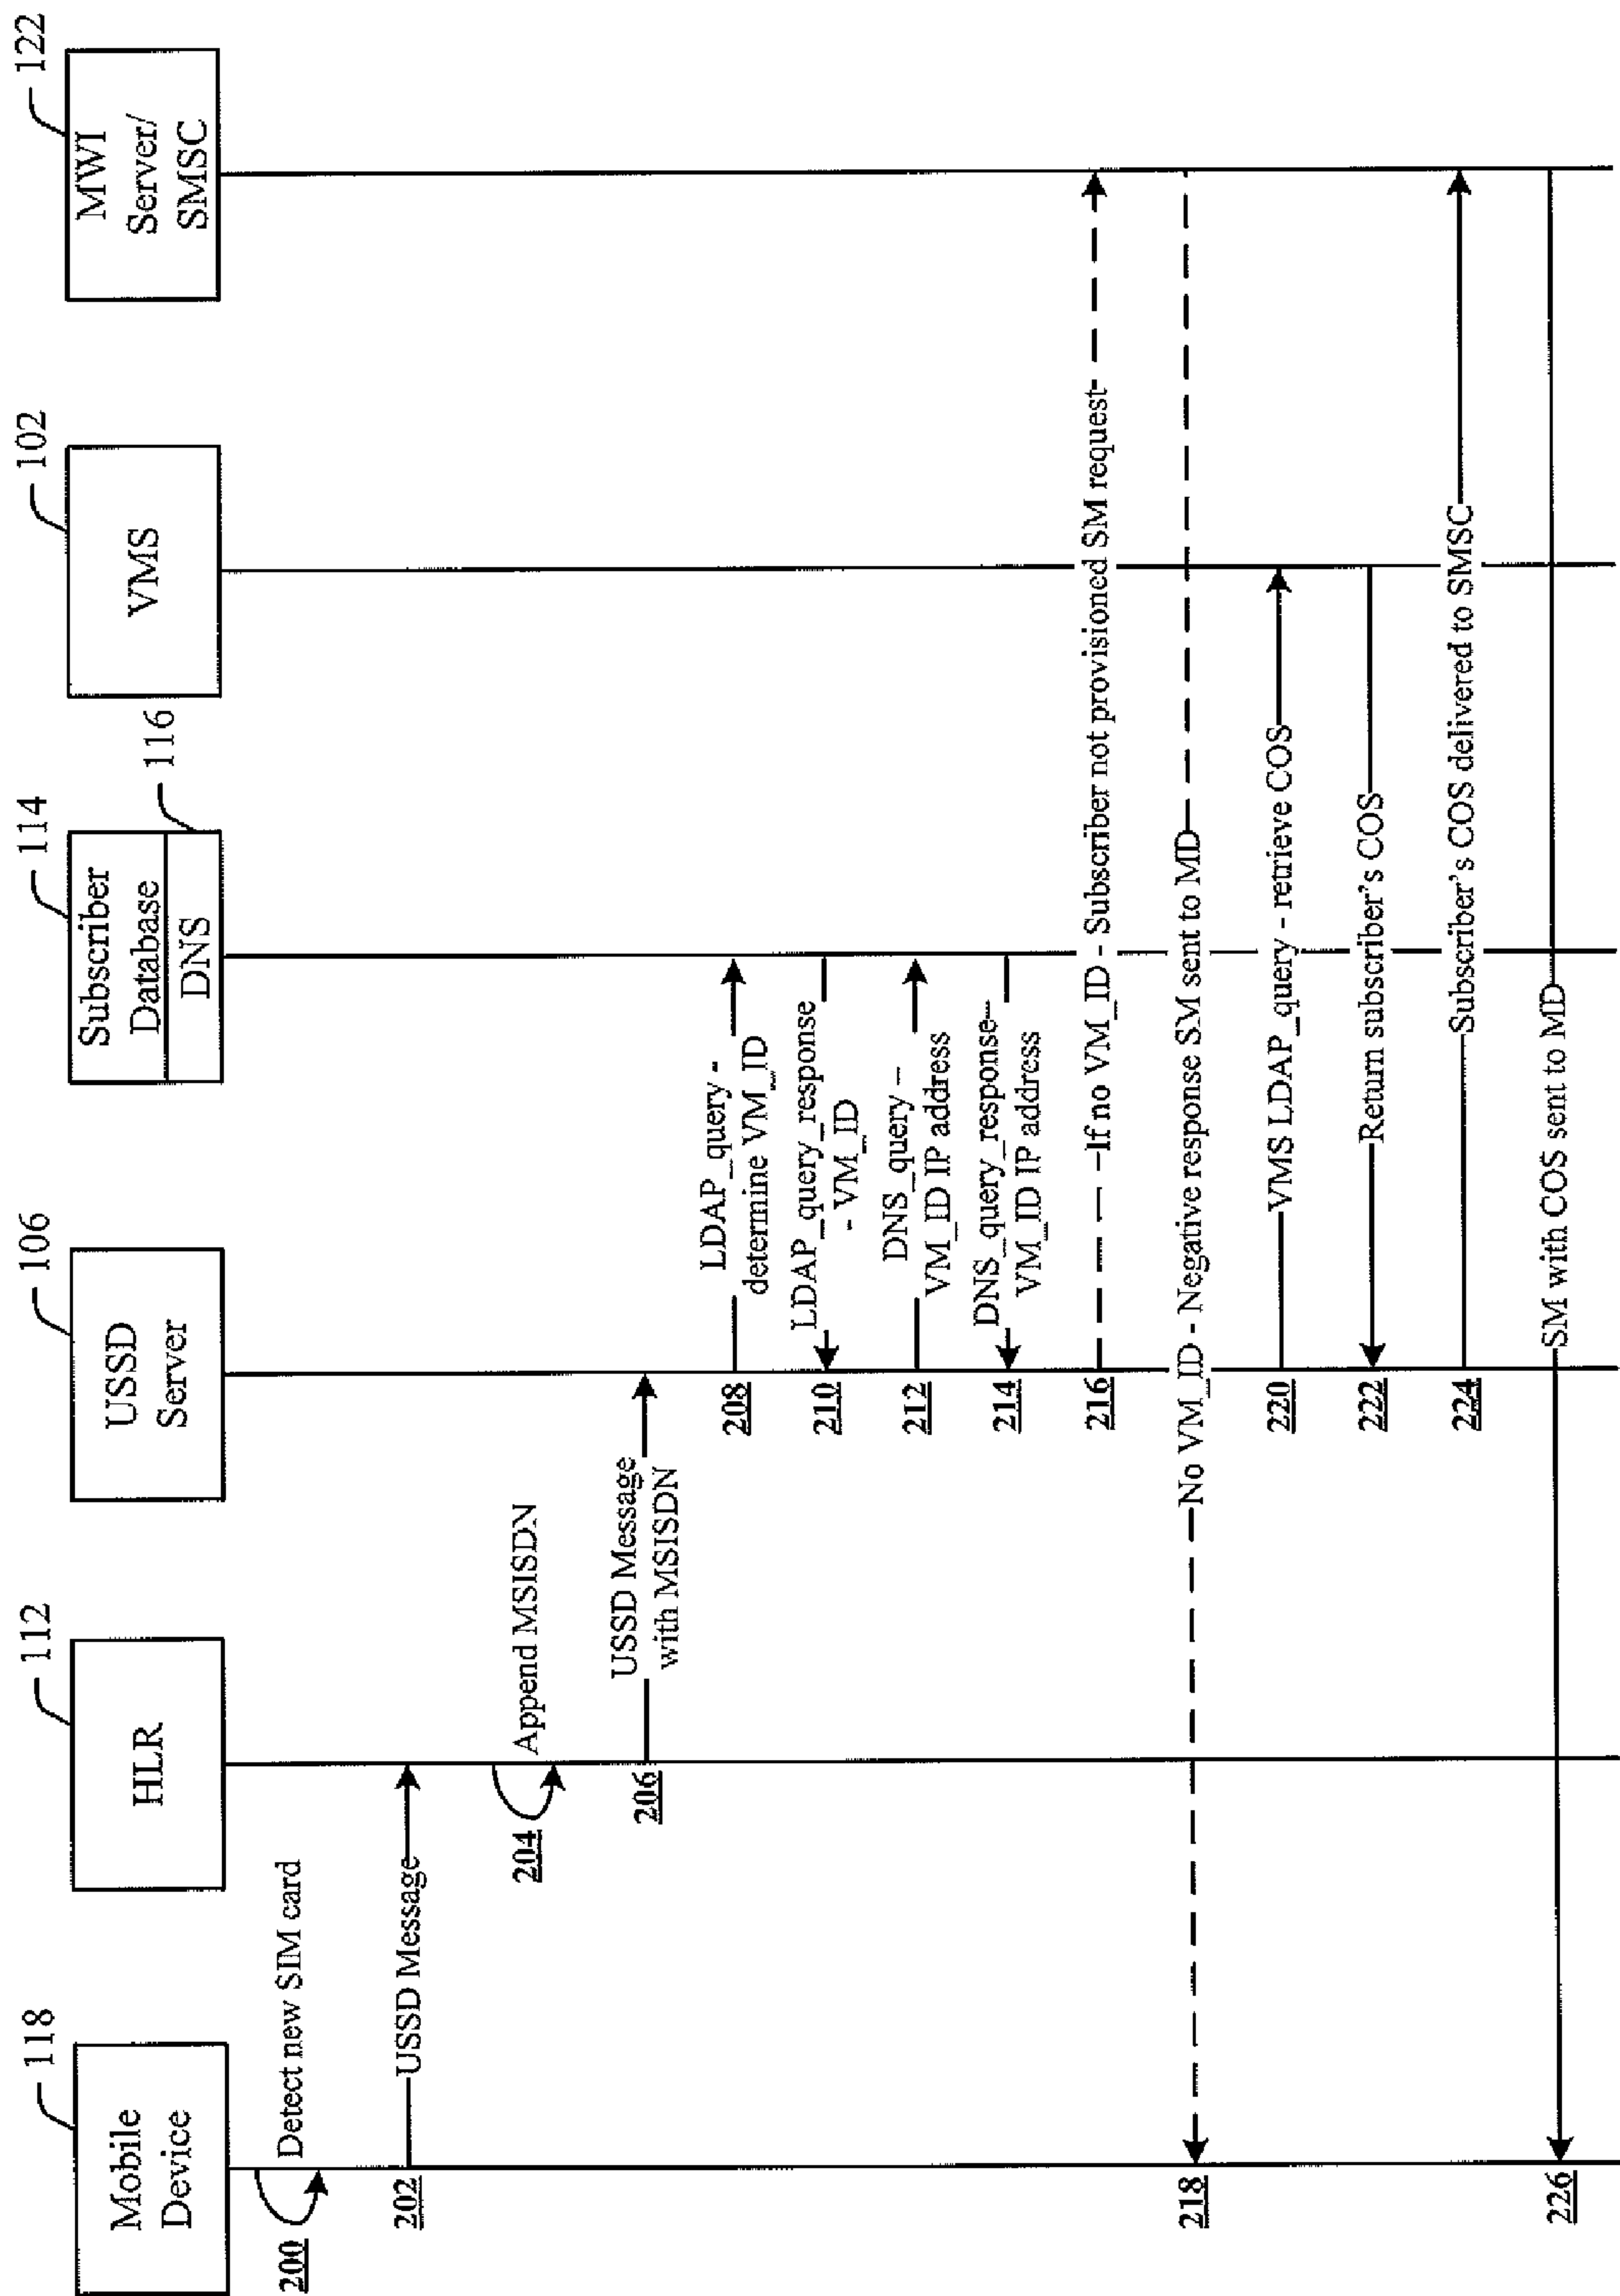 118
Mobile
Device
112
HLR
106
USSD
Server
114
Subscriber
Database
116
DNS
102
VMS
122
MWI
Server/
SMSC
200
Detect new SIM card
202
USSD Message
204
Append MSISDN
206
USSD Message
with MSISDN
208
LDAP_query -
determine VM_ID
210
LDAP_query_response
- VM_ID
212
DNS_query –
VM_ID IP address
214
DNS_query_response–
VM_ID IP address
216
If no VM_ID - Subscriber not provisioned SM request
218
No VM_ID - Negative response SM sent to MD
220
VMS LDAP_query - retrieve COS
222
Return subscriber's COS
224
Subscriber's COS delivered to SMSC
226
SM with COS sent to MD